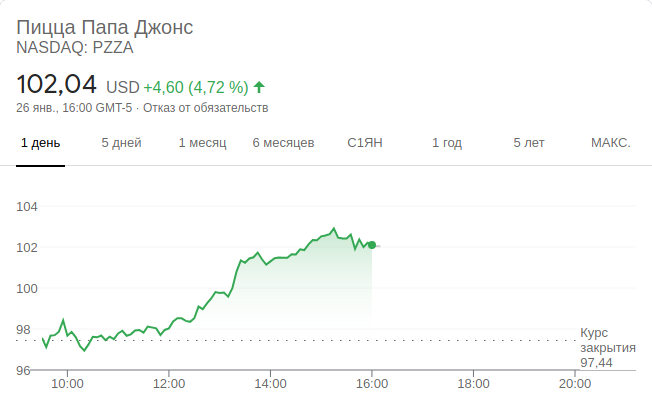 Пицца Папа Джонс
NASDAQ: PZZA
102,04 USD +4,60 (4,72 %)
26 янв., 16:00 GMT-5 · Отказ от обязательств
1 день 5 дней 1 месяц 6 месяцев С1ЯН 1 год 5 лет МАКС.
104
102
100
98
96
Курс
закрытия
97,44
10:00 12:00 14:00 16:00 18:00 20:00